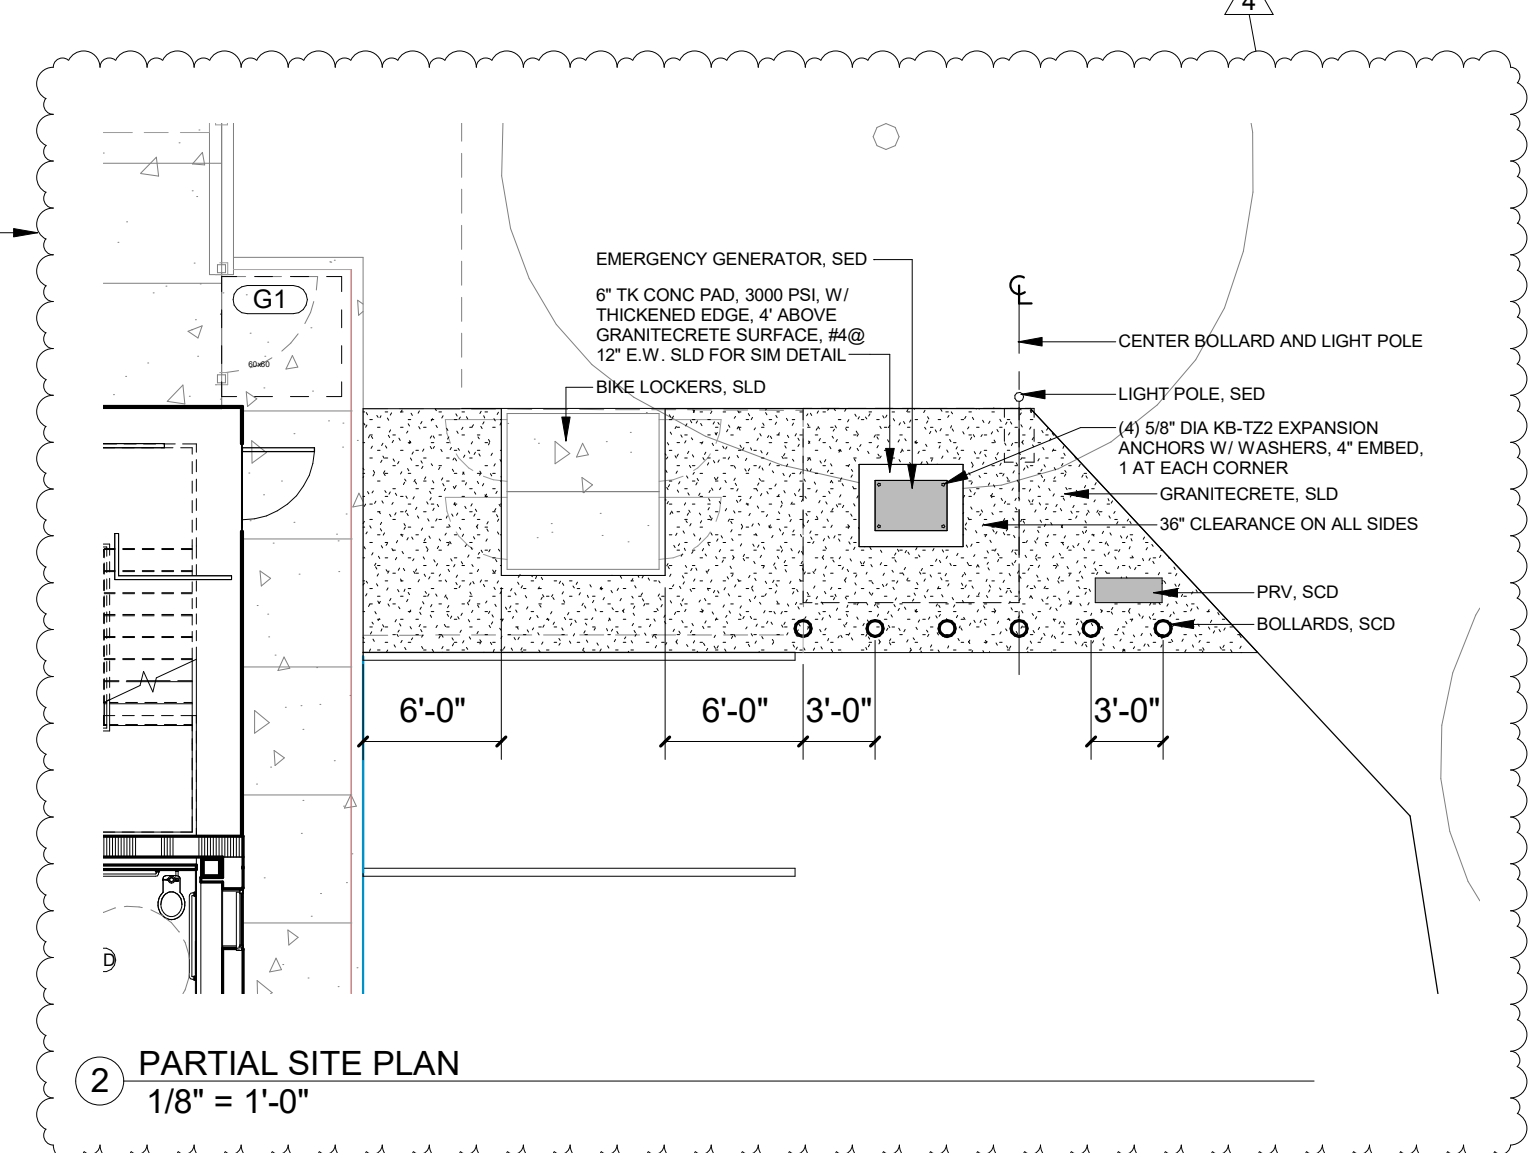 4
EMERGENCY GENERATOR, SED
6" TK CONC PAD, 3000 PSI, W/
THICKENED EDGE, 4' ABOVE
GRANITECRETE SURFACE, #4@
12" E.W. SLD FOR SIM DETAIL
BIKE LOCKERS, SLD
G1
60x60
CL
CENTER BOLLARD AND LIGHT POLE
LIGHT POLE, SED
(4) 5/8" DIA KB-TZ2 EXPANSION
ANCHORS W/ WASHERS, 4" EMBED,
1 AT EACH CORNER
GRANITECRETE, SLD
36" CLEARANCE ON ALL SIDES
PRV, SCD
BOLLARDS, SCD
6'-0"
6'-0"
3'-0"
3'-0"
D
2
PARTIAL SITE PLAN
1/8" = 1'-0"